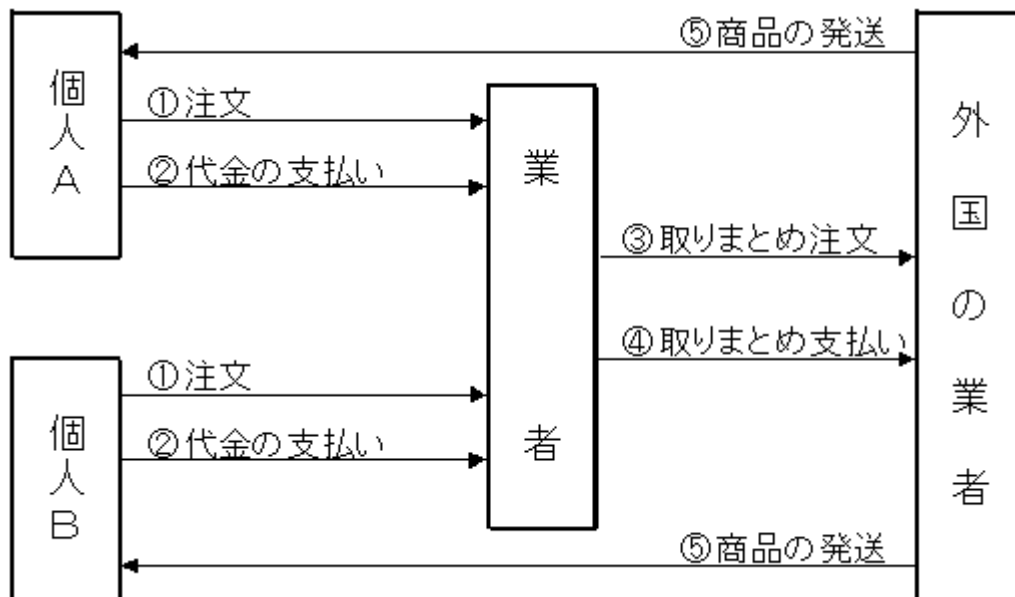 ⑤商品の発送
個人A
①注文
②代金の支払い
業者
外国の業者
③取りまとめ注文
④取りまとめ支払い
個人B
①注文
②代金の支払い
⑤商品の発送